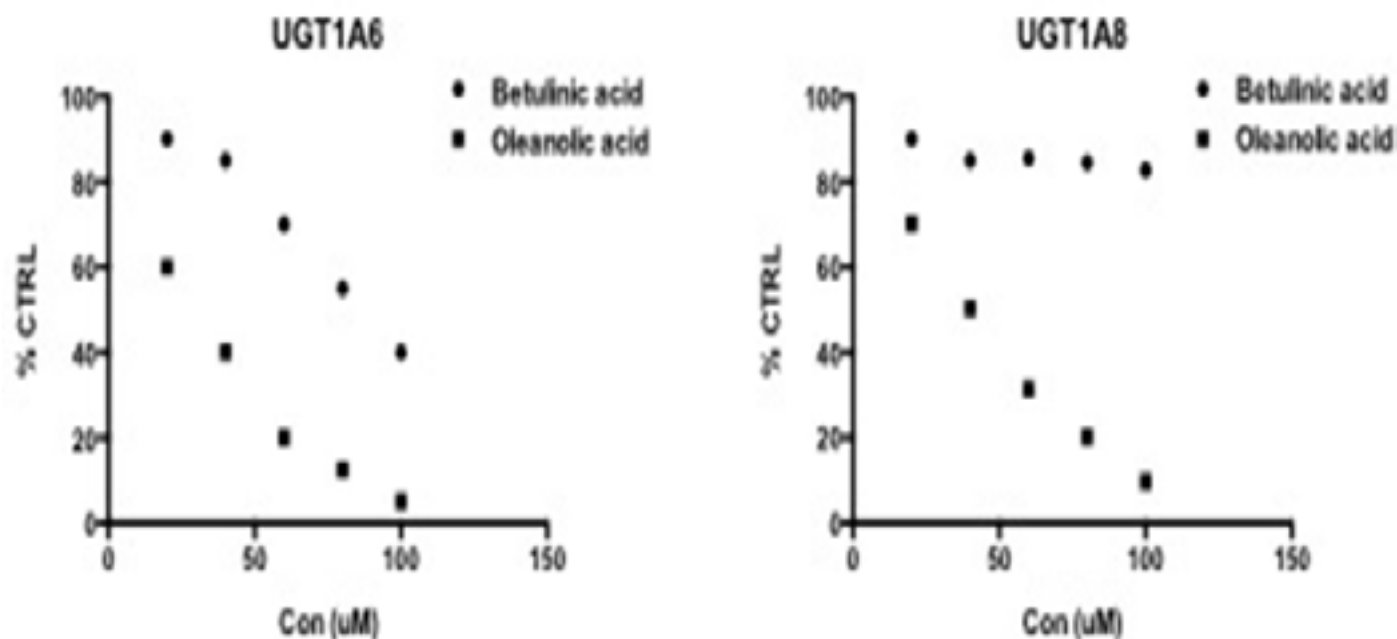 UGT1A6
Betulinic acid
Oleanolic acid
100
80
60
40
20
0
% CTRL
0 50 100 150
Con (uM)
UGT1A8
Betulinic acid
Oleanolic acid
100
80
60
40
20
0
% CTRL
0 50 100 150
Con (uM)